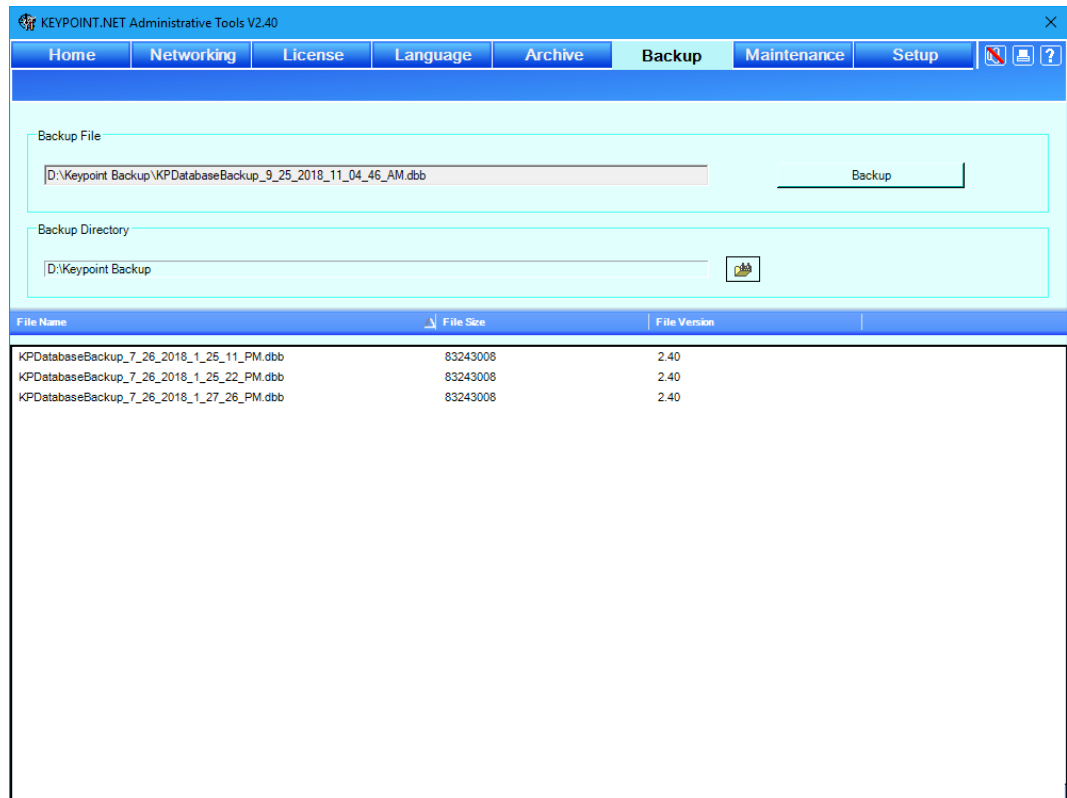 KEYPOINT.NET Administrative Tools V2.40
Home Networking License Language Archive Backup Maintenance Setup ?
Backup File
D:\Keypoint Backup\KPDatabaseBackup_9_25_2018_11_04_46_AM.dbb Backup
Backup Directory
D:\Keypoint Backup
File Name File Size File Version
KPDatabaseBackup_7_26_2018_1_25_11_PM.dbb 83243008 2.40
KPDatabaseBackup_7_26_2018_1_25_22_PM.dbb 83243008 2.40
KPDatabaseBackup_7_26_2018_1_27_26_PM.dbb 83243008 2.40